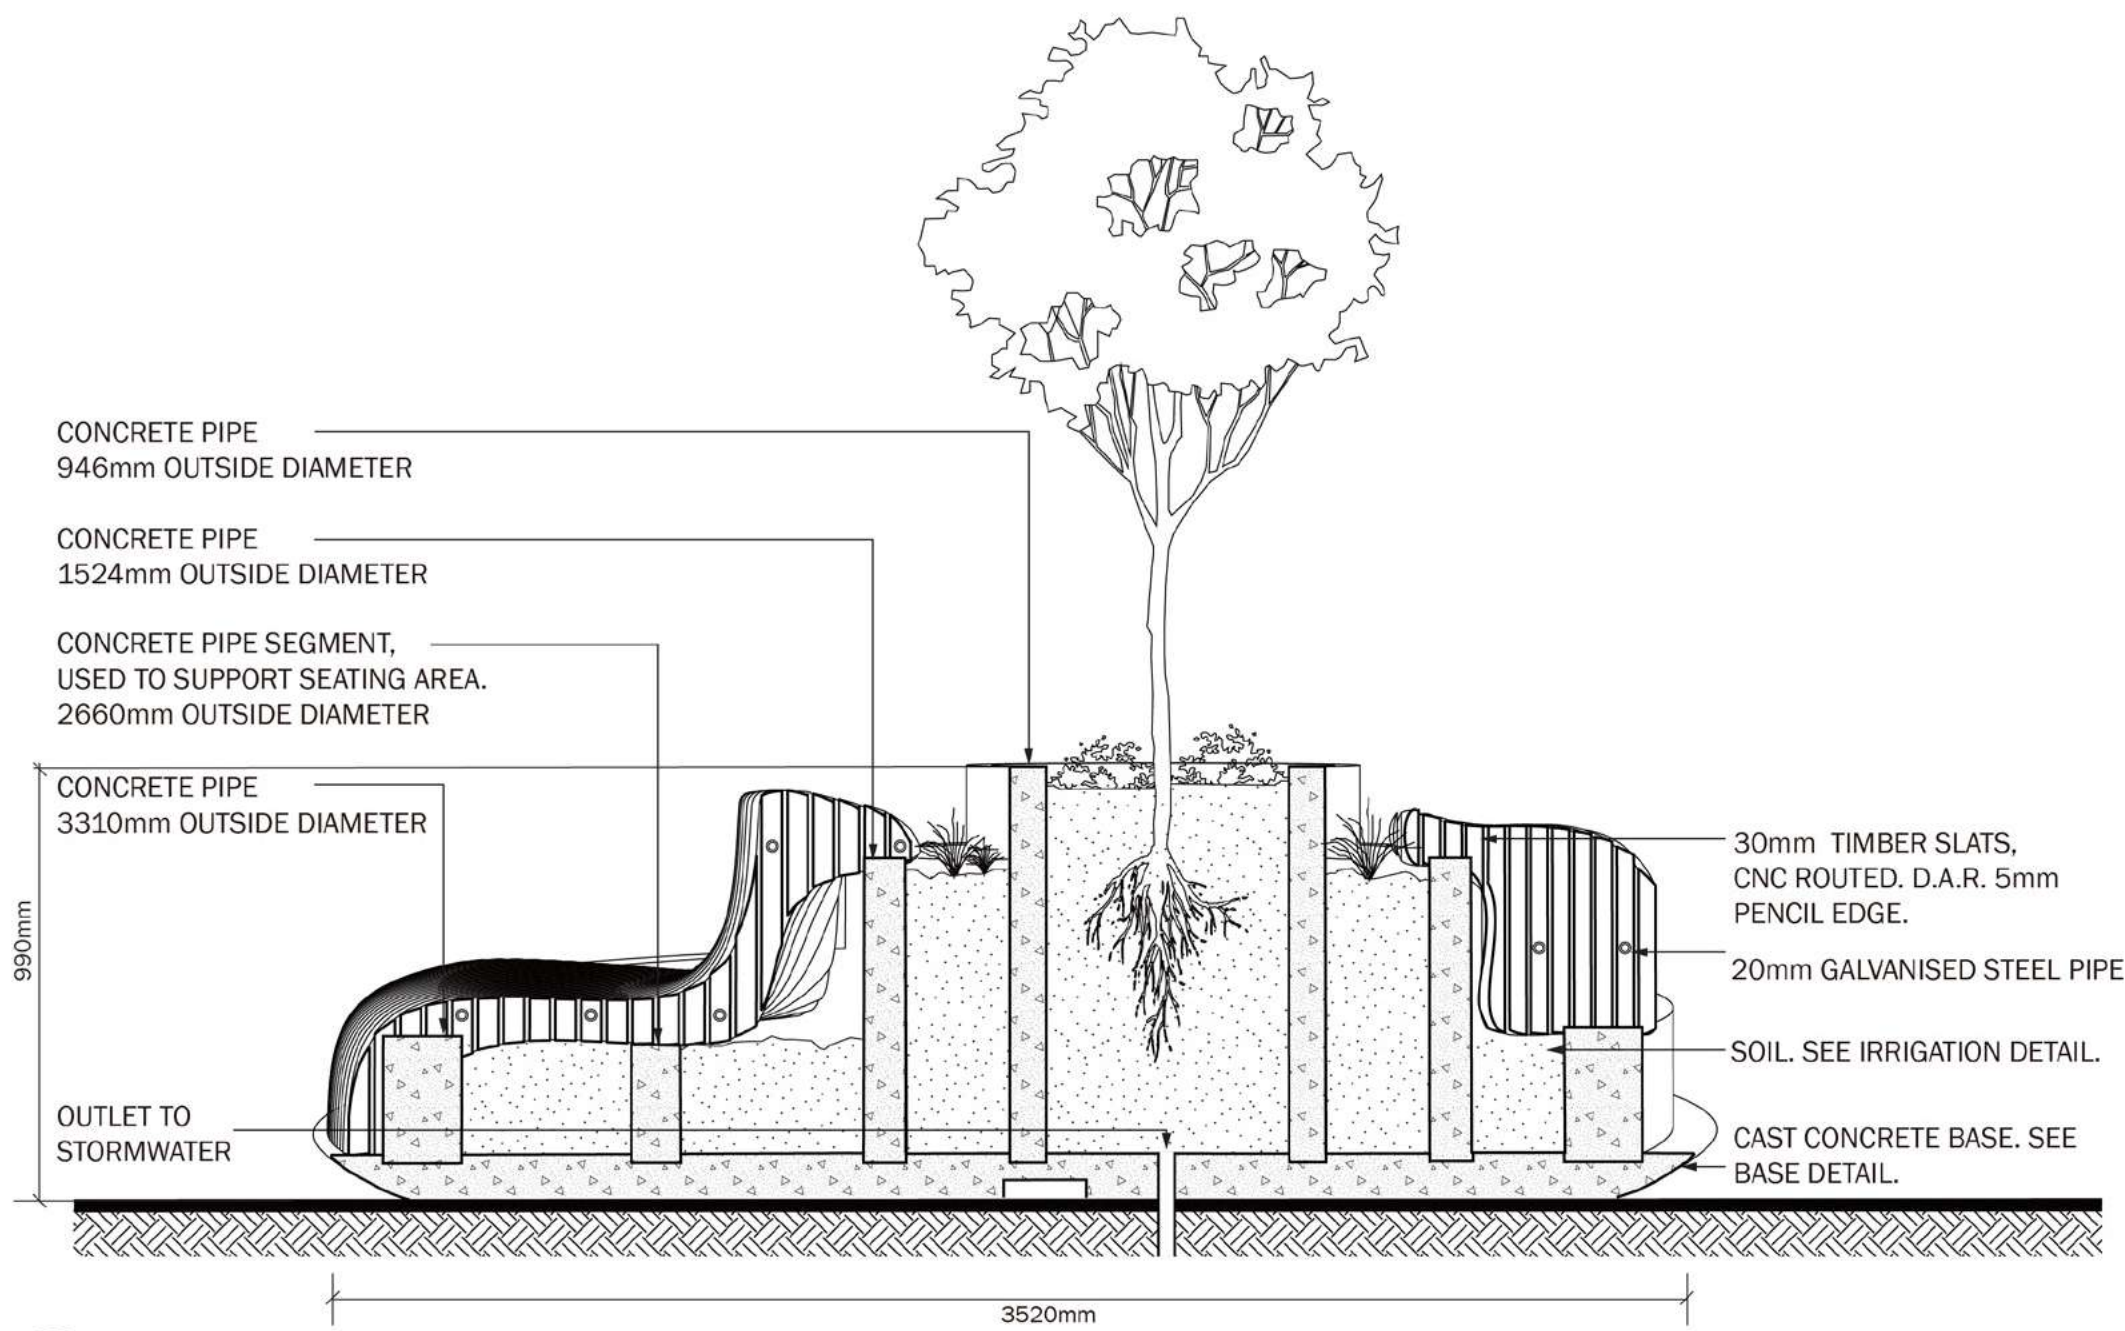 CONCRETE PIPE
946mm OUTSIDE DIAMETER
CONCRETE PIPE
1524mm OUTSIDE DIAMETER
CONCRETE PIPE SEGMENT,
USED TO SUPPORT SEATING AREA.
2660mm OUTSIDE DIAMETER
CONCRETE PIPE
3310mm OUTSIDE DIAMETER
990mm
OUTLET TO
STORMWATER
30mm TIMBER SLATS,
CNC ROUTED. D.A.R. 5mm
PENCIL EDGE.
20mm GALVANISED STEEL PIPE
SOIL. SEE IRRIGATION DETAIL.
CAST CONCRETE BASE. SEE
BASE DETAIL.
3520mm